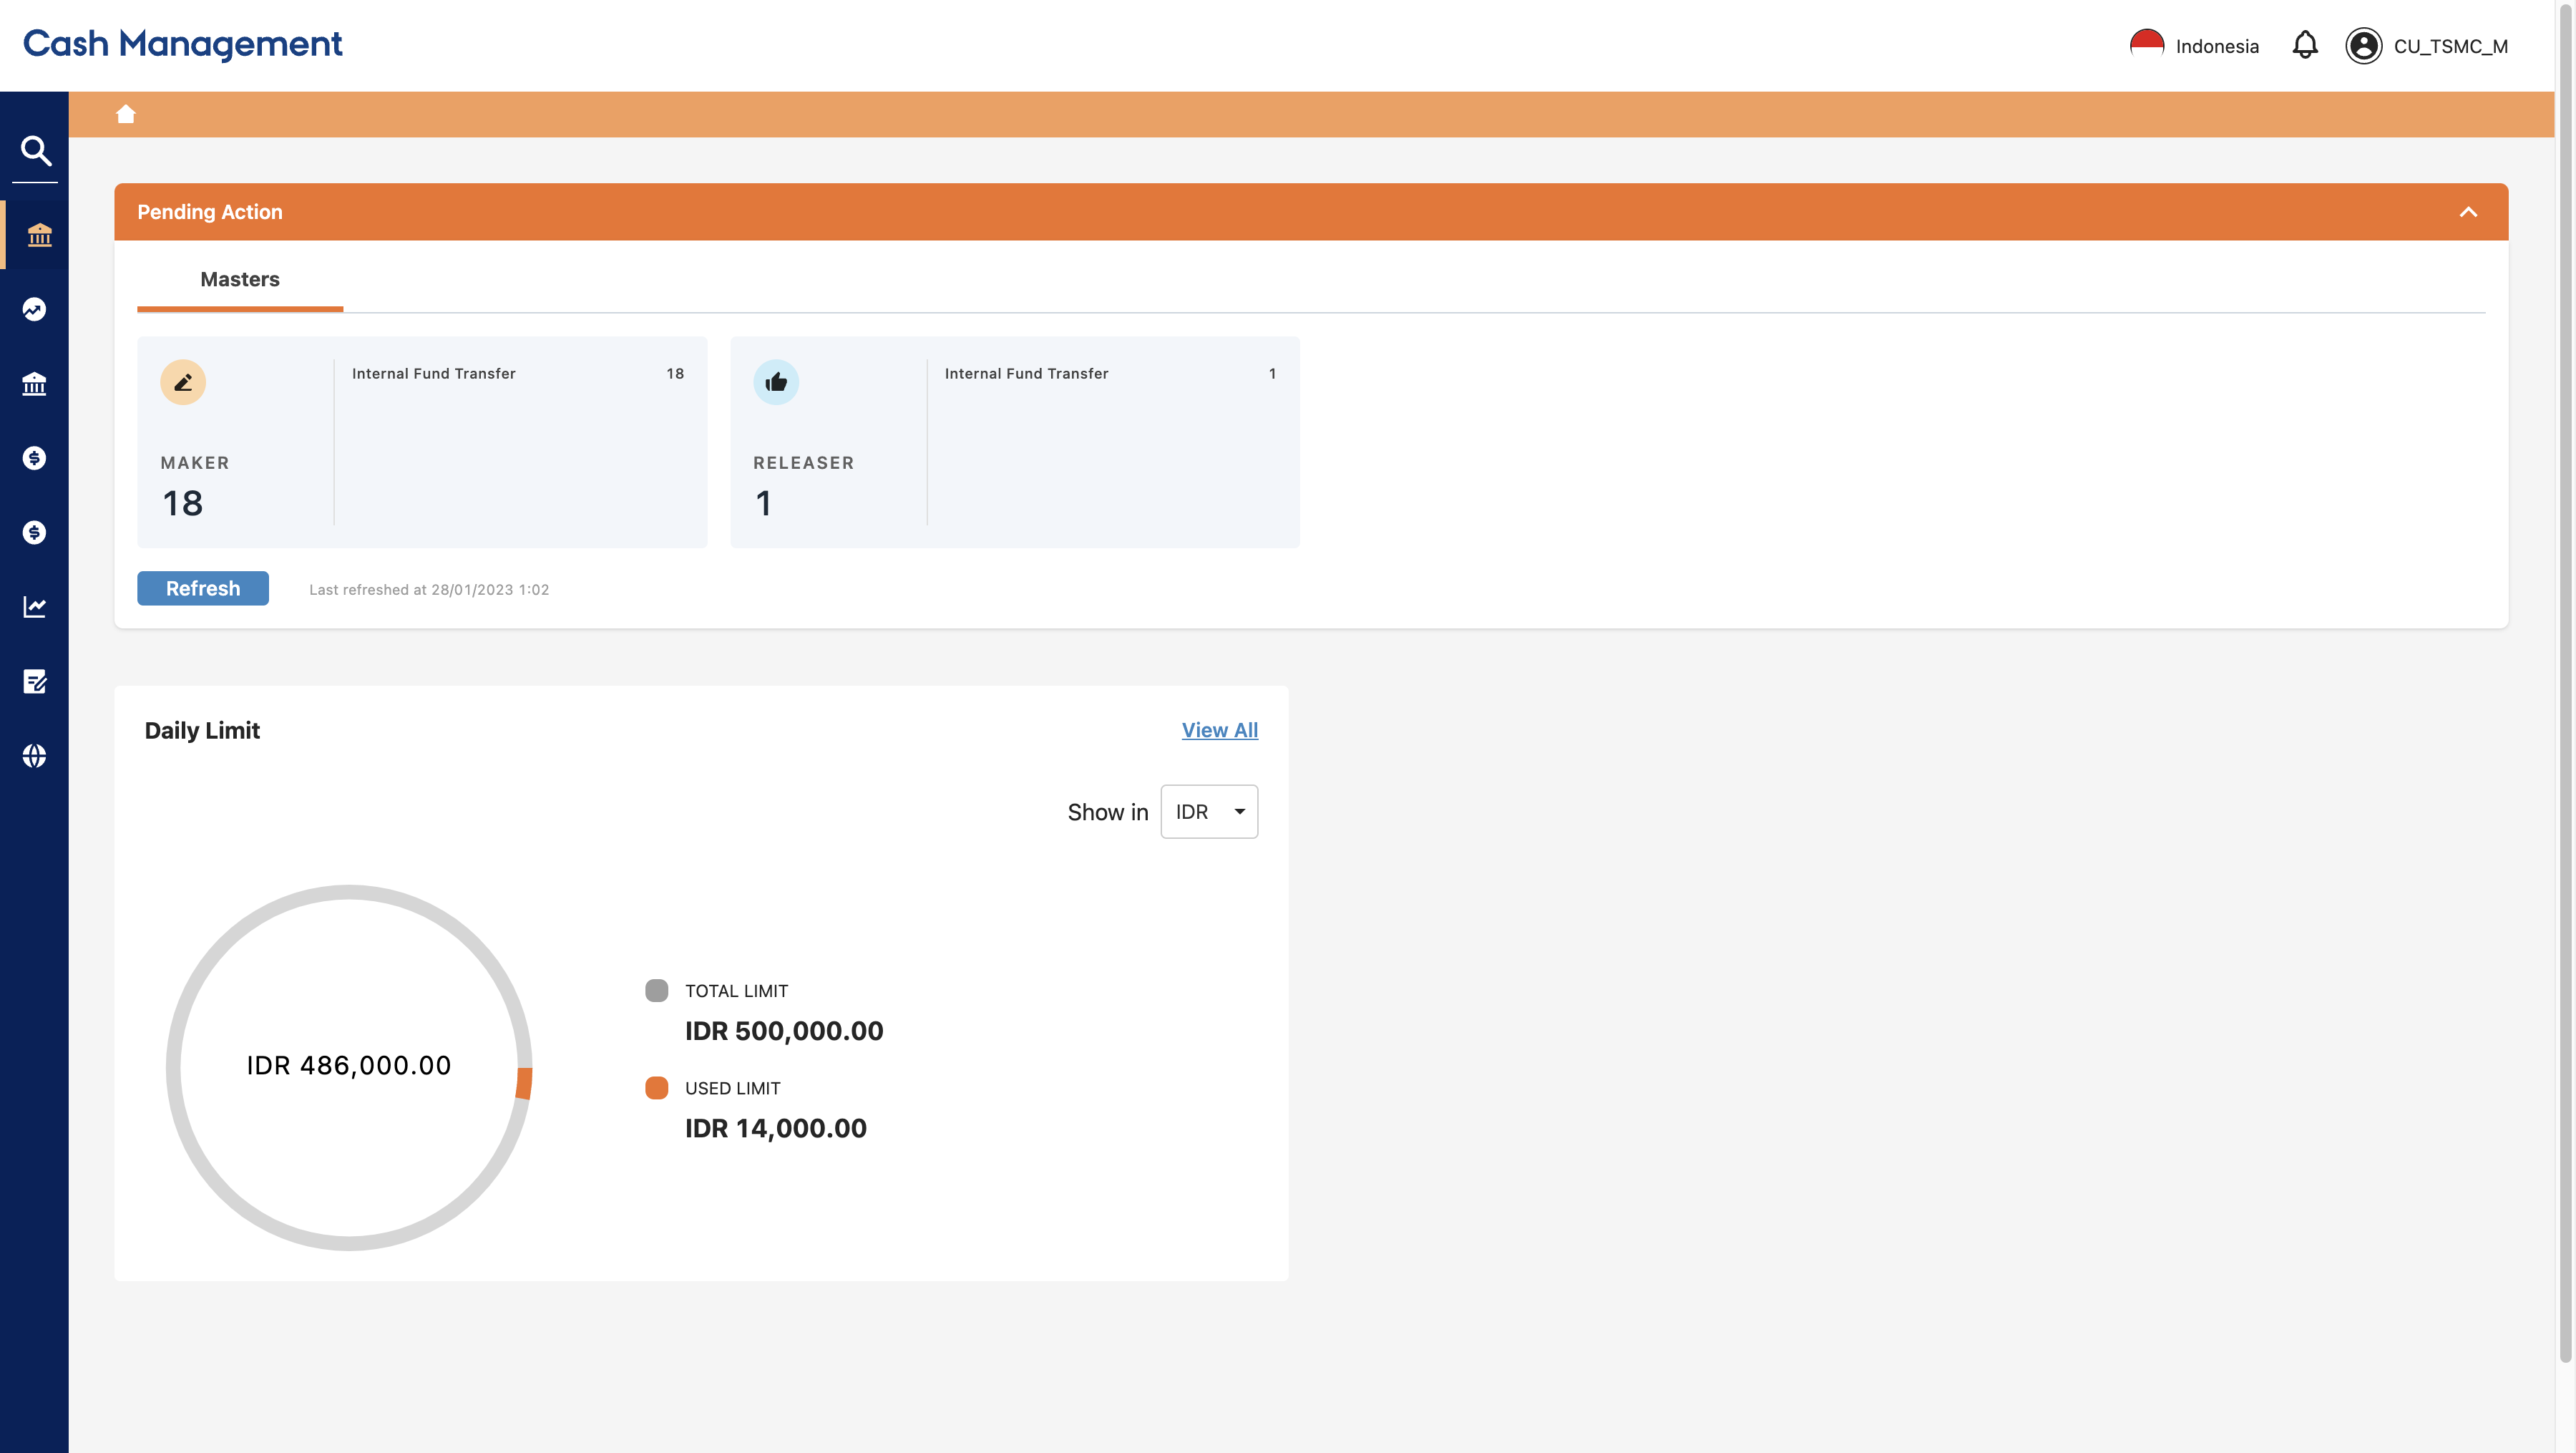 Cash Management
Indonesia
CU_TSMC_M
Pending Action
Masters
Internal Fund Transfer 18
MAKER
18
Internal Fund Transfer 1
RELEASER
1
Refresh
Last refreshed at 28/01/2023 1:02
Daily Limit
View All
Show in IDR
IDR 486,000.00
TOTAL LIMIT
IDR 500,000.00
USED LIMIT
IDR 14,000.00